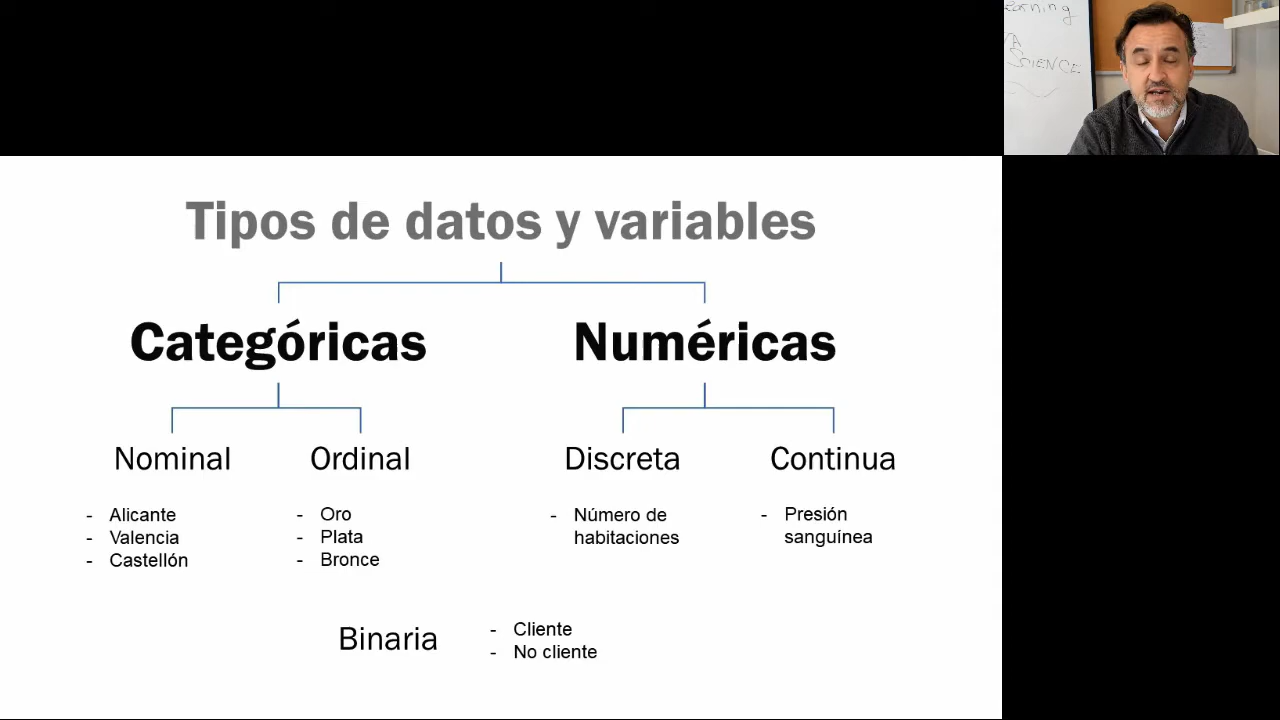 SCIENCE
Tipos de datos y variables
Categóricas
Numéricas
Nominal
Ordinal
Discreta
Continua
- Alicante
- Valencia
- Castellón
- Oro
- Plata
- Bronce
- Número de
habitaciones
- Presión
sanguínea
Binaria
- Cliente
- No cliente